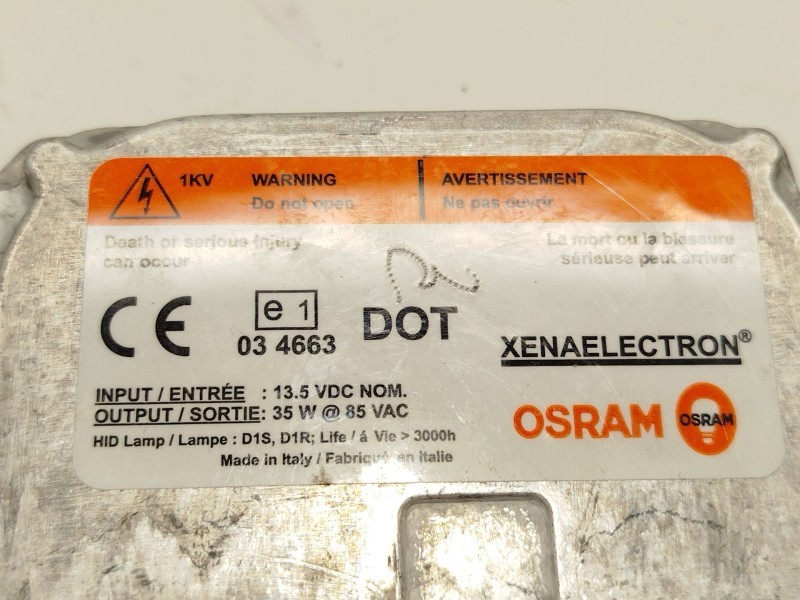 1KV WARNING AVERTISSEMENT
Do not open Ne pas ouvrir
Death or serious injury La mort ou la blessure
can occur sérieuse peut arriver
CE e 1 DOT
03 4663
XENAELECTRON®
INPUT / ENTRÉE : 13.5 VDC NOM.
OUTPUT / SORTIE: 35 W @ 85 VAC
HID Lamp / Lampe : D1S, D1R; Life / á Vie > 3000h
Made in Italy / Fabriqué en Italie
OSRAM OSRAM